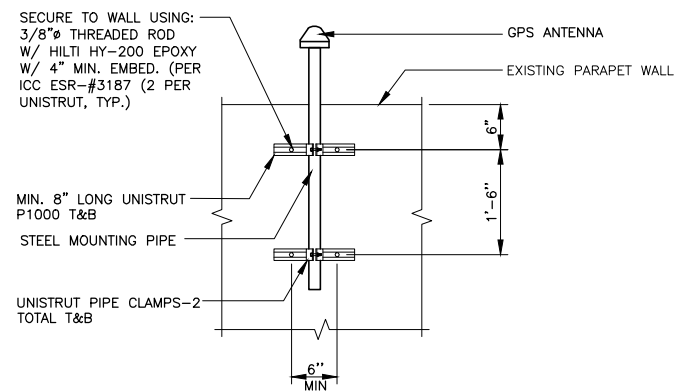 SECURE TO WALL USING:
3/8"ø THREADED ROD
W/ HILTI HY-200 EPOXY
W/ 4" MIN. EMBED. (PER
ICC ESR-#3187 (2 PER
UNISTRUT, TYP.)
GPS ANTENNA
EXISTING PARAPET WALL
6"
1'-6"
MIN. 8" LONG UNISTRUT
P1000 T&B
STEEL MOUNTING PIPE
UNISTRUT PIPE CLAMPS-2
TOTAL T&B
6"
MIN